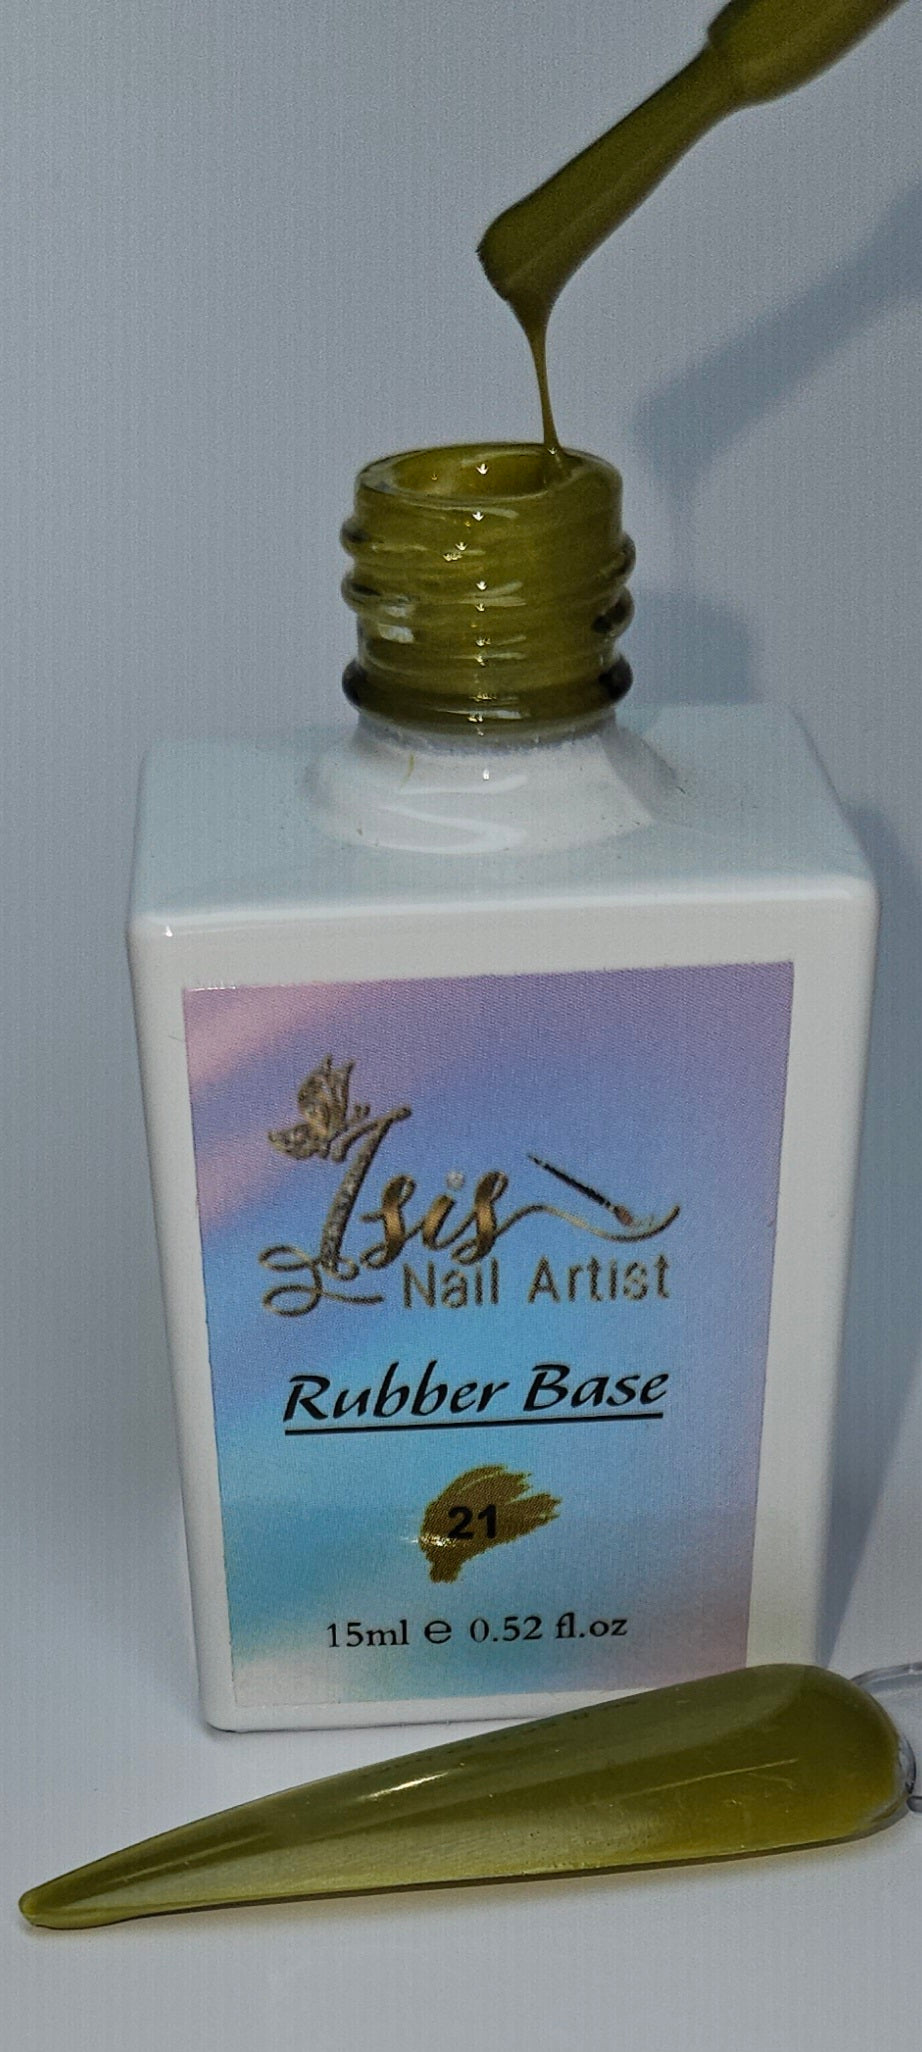 Isis
Nail Artist
Rubber Base
21
15ml ℮ 0.52 fl.oz